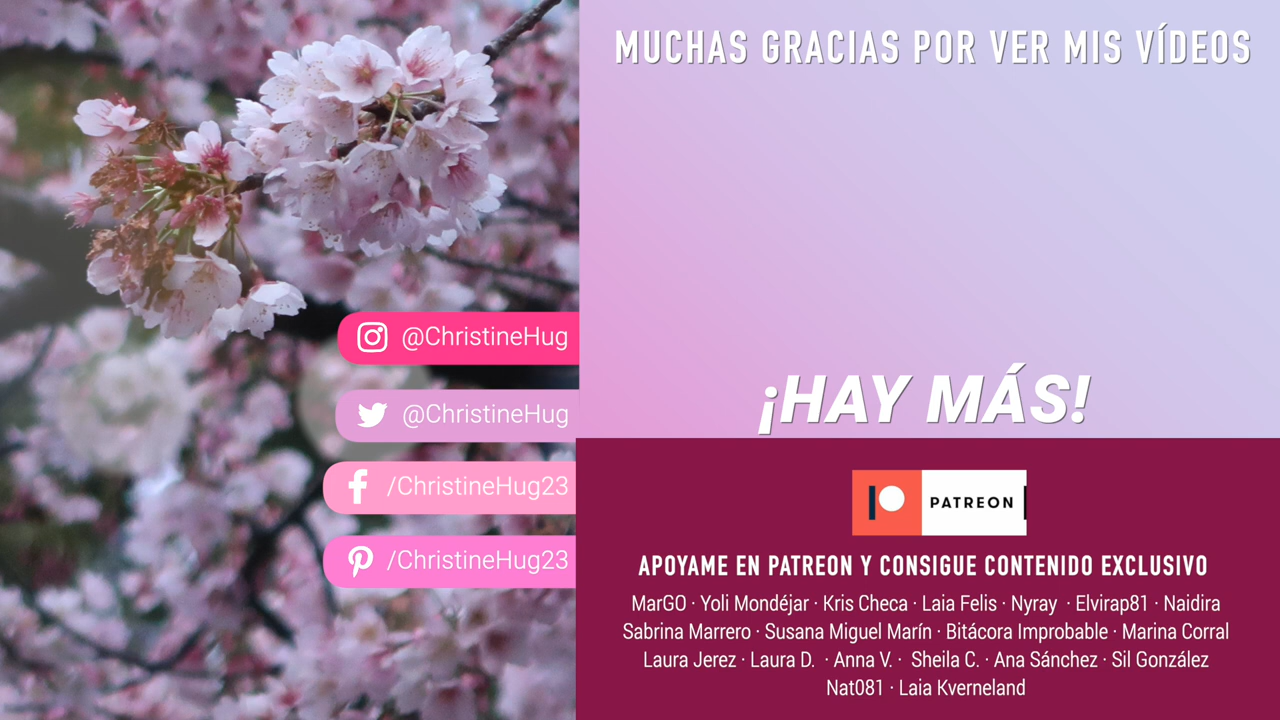 MUCHAS GRACIAS POR VER MIS VÍDEOS
@ChristineHug
@ChristineHug
/ChristineHug23
/ChristineHug23
¡HAY MÁS!
PATREON
APOYAME EN PATREON Y CONSIGUE CONTENIDO EXCLUSIVO
MarGO · Yoli Mondéjar · Kris Checa · Laia Felis · Nyray · Elvirap81 · Naidira
Sabrina Marrero · Susana Miguel Marín · Bitácora Improbable · Marina Corral
Laura Jerez · Laura D. · Anna V. · Sheila C. · Ana Sánchez · Sil González
Nat081 · Laia Kverneland